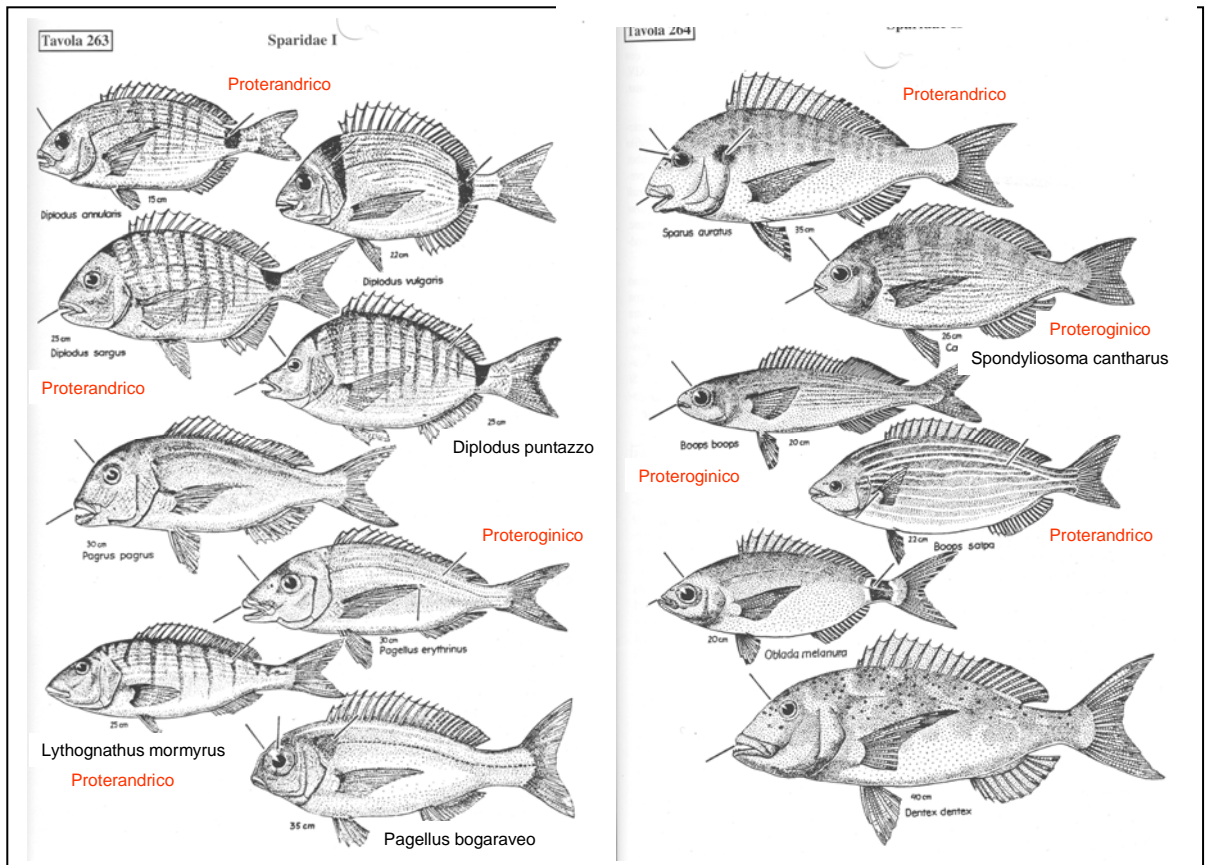 Tavola 263
Sparidae I
Proterandrico
15 cm
Diplodus annularis
22cm
Diplodus vulgaris
25 cm
Diplodus sargus
Proterandrico
25 cm
Diplodus puntazzo
30 cm
Pagrus pagrus
Proteroginico
30 cm
Pagellus erythrinus
25 cm
Lythognathus mormyrus
Proterandrico
35 cm
Pagellus bogaraveo
Tavola 264
Proterandrico
Sparus auratus
35 cm
Proteroginico
26 cm
Ca
Spondyliosoma cantharus
Boops boops
20 cm
Proteroginico
22 cm
Boops salpa
Proterandrico
20 cm
Oblada melanura
40 cm
Dentex dentex